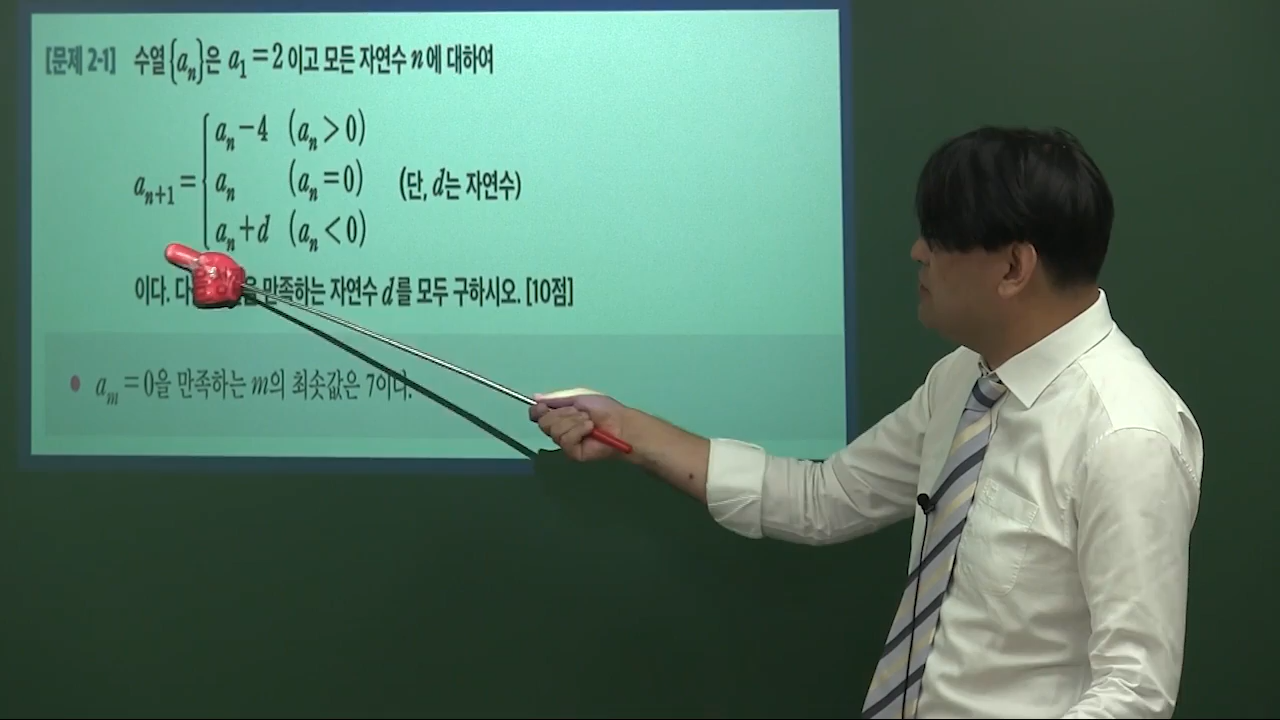 [문제 2-1] 수열 {aₙ}은 a₁ = 2 이고 모든 자연수 n에 대하여
aₙ₊₁ = { aₙ − 4 (aₙ > 0)
aₙ (aₙ = 0) (단, d는 자연수)
aₙ + d (aₙ < 0)
이다. 만족하는 자연수 d를 모두 구하시오. [10점]
• aₘ = 0을 만족하는 m의 최솟값은 7이다.